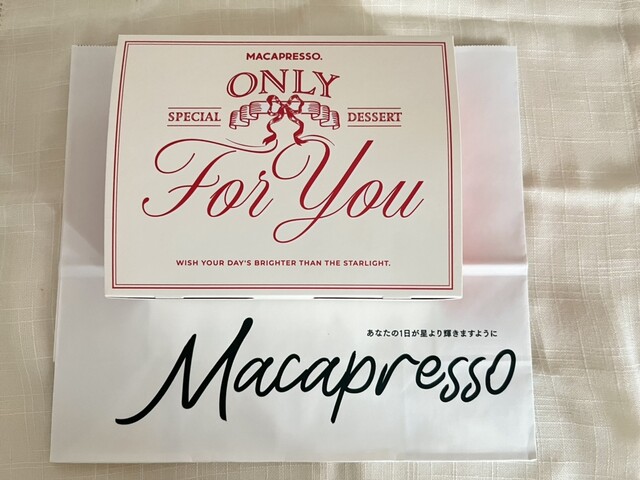 MACAPRESSO.
ONLY
SPECIAL DESSERT
For You
WISH YOUR DAY'S BRIGHTER THAN THE STARLIGHT.
あなたの1日が星より輝きますように
Macapresso